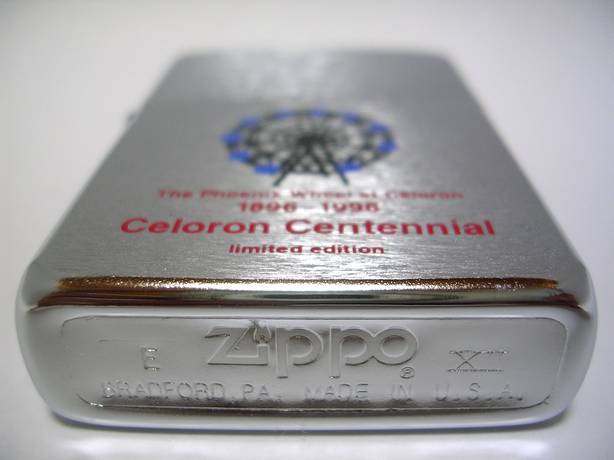 The Phoenix Wheel at Celoron
1896 - 1996
Celoron Centennial
limited edition
E Zippo ® XII
BRADFORD, PA. MADE IN U.S.A.